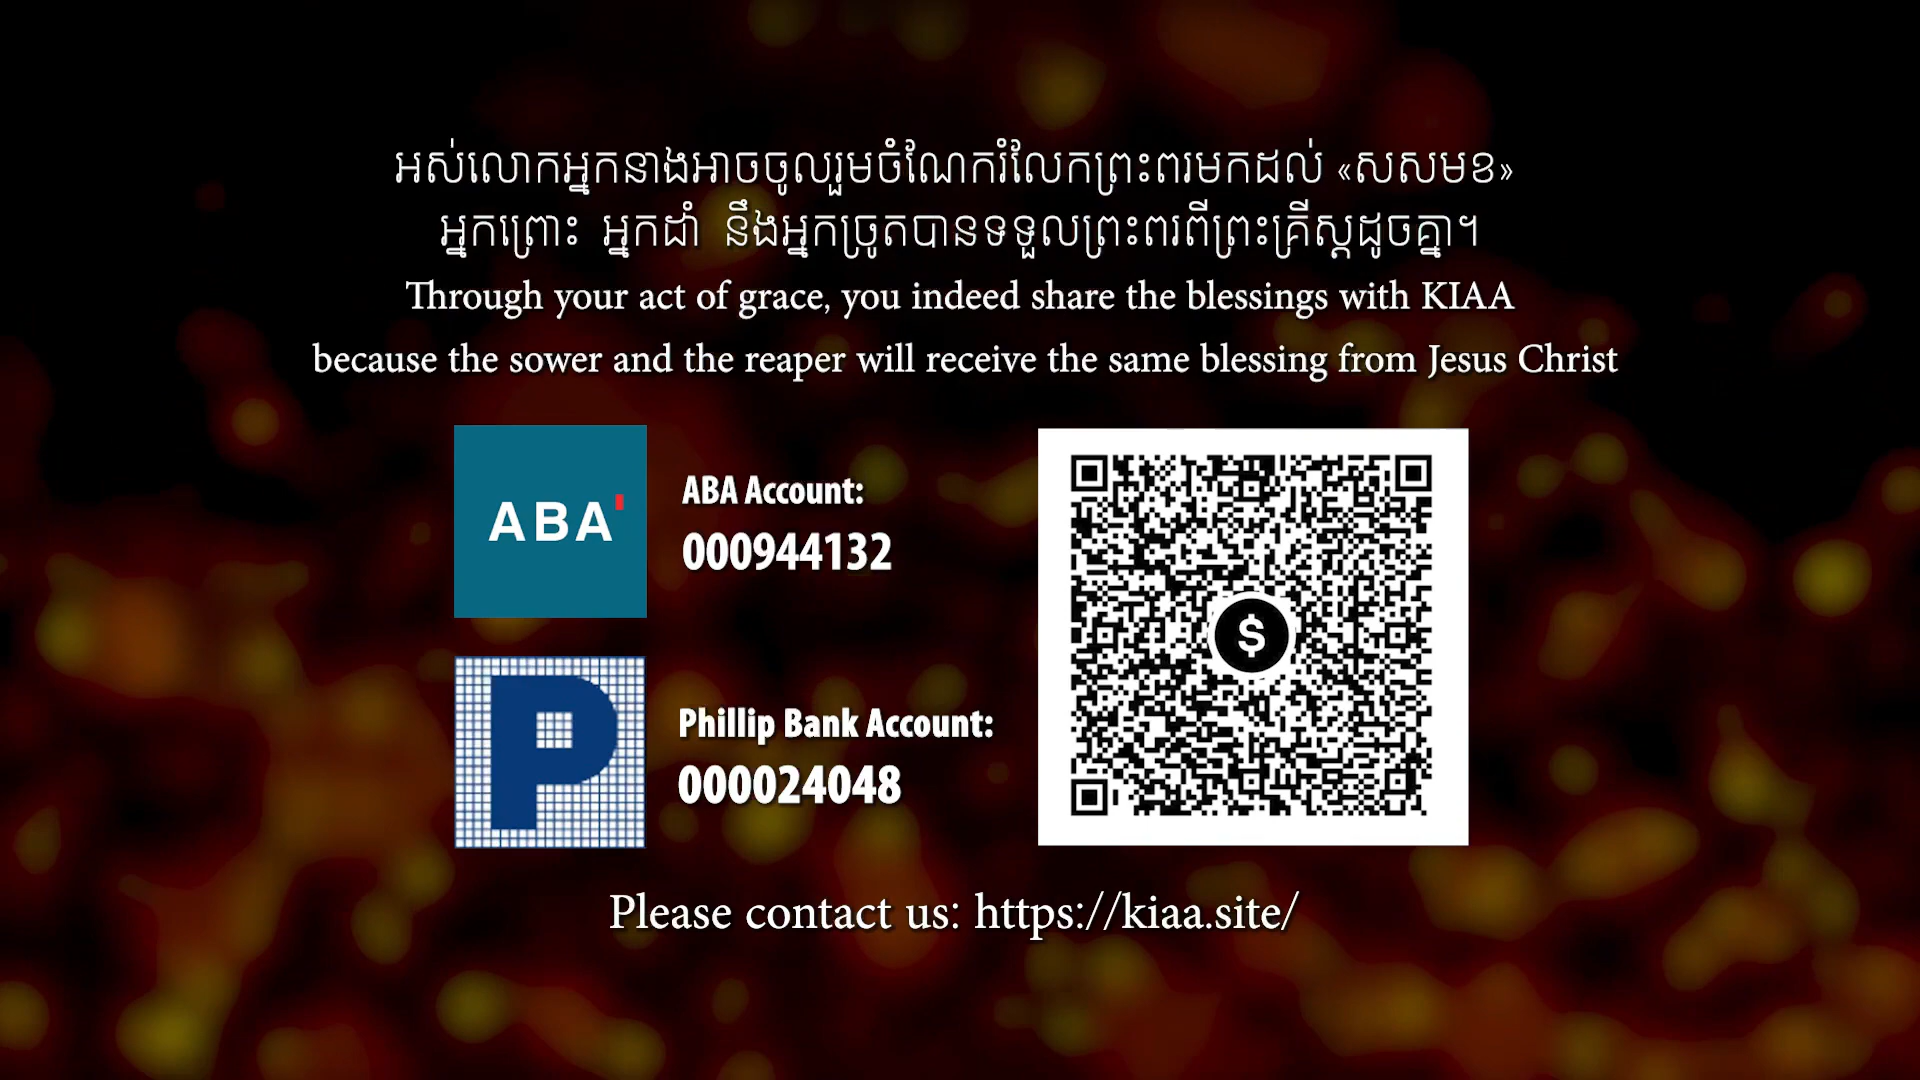 អស់លោកអ្នកនាងអាចចូលរួមចំណែករំលែកព្រះពរមកដល់ «សសមខ»
អ្នកព្រោះ អ្នកដាំ នឹងអ្នកច្រូតបានទទួលព្រះពរពីព្រះគ្រីស្តដូចគ្នា។
Through your act of grace, you indeed share the blessings with KIAA
because the sower and the reaper will receive the same blessing from Jesus Christ
ABA'
ABA Account:
000944132
P
Phillip Bank Account:
000024048
$
Please contact us: https://kiaa.site/